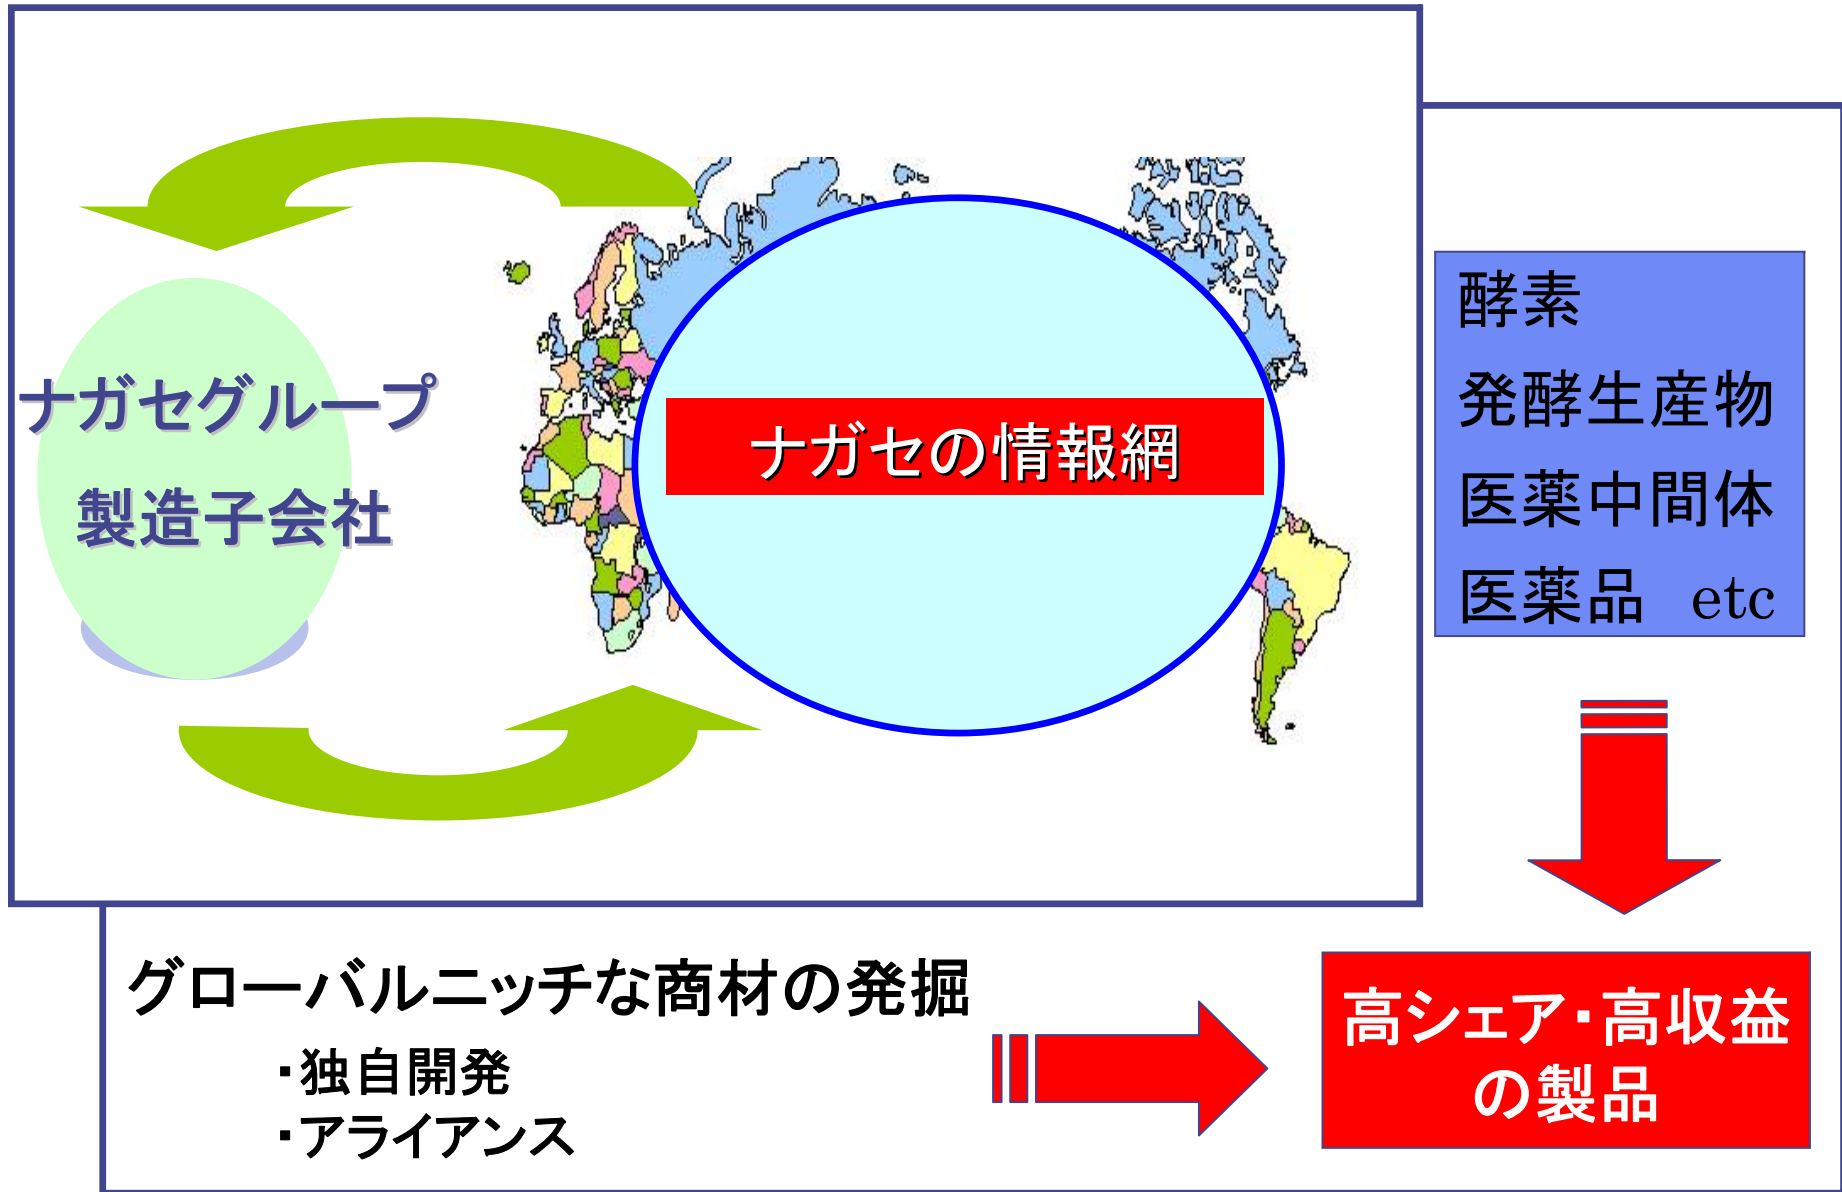 ナガセグループ
製造子会社
ナガセの情報網
酵素
発酵生産物
医薬中間体
医薬品 etc
グローバルニッチな商材の発掘
・独自開発
・アライアンス
高シェア・高収益
の製品